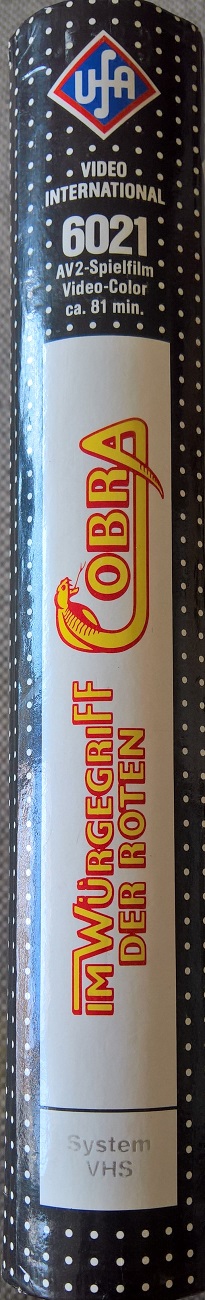 UFA
VIDEO
INTERNATIONAL
6021
AV2-Spielfilm
Video-Color
ca. 81 min.
IM WÜRGEGRIFF
DER ROTEN
COBRA
System
VHS